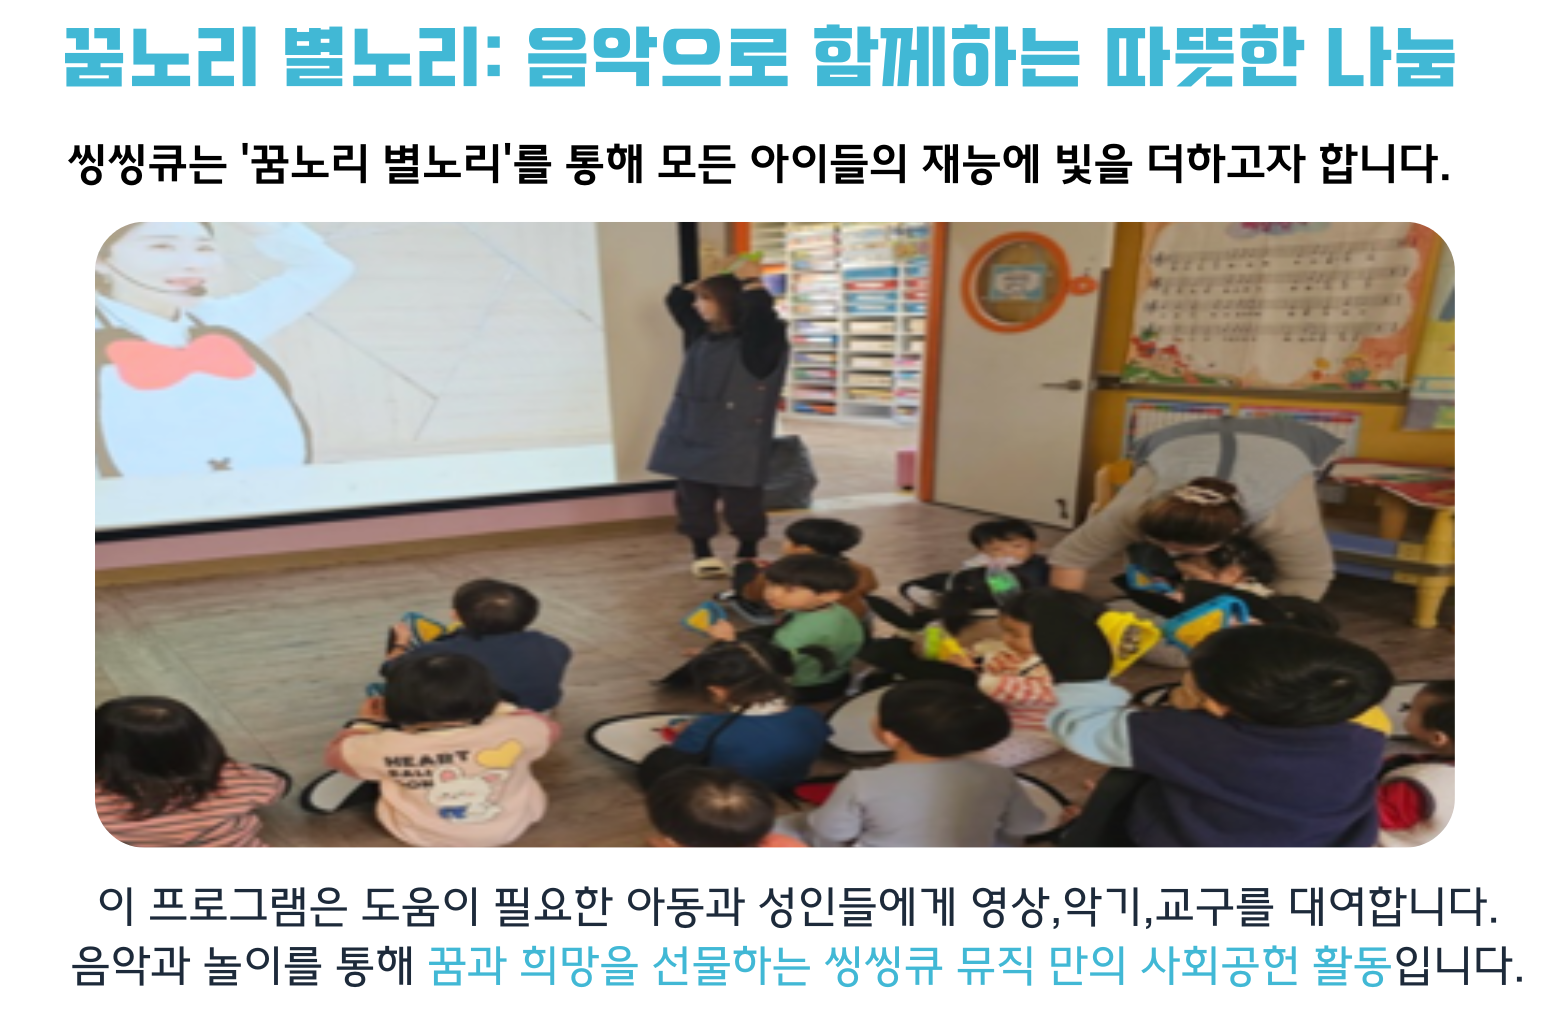 꿈노리 별노리: 음악으로 함께하는 따뜻한 나눔
씽씽큐는 '꿈노리 별노리'를 통해 모든 아이들의 재능에 빛을 더하고자 합니다.
HEART
이 프로그램은 도움이 필요한 아동과 성인들에게 영상,악기,교구를 대여합니다.
음악과 놀이를 통해 꿈과 희망을 선물하는 씽씽큐 뮤직 만의 사회공헌 활동입니다.